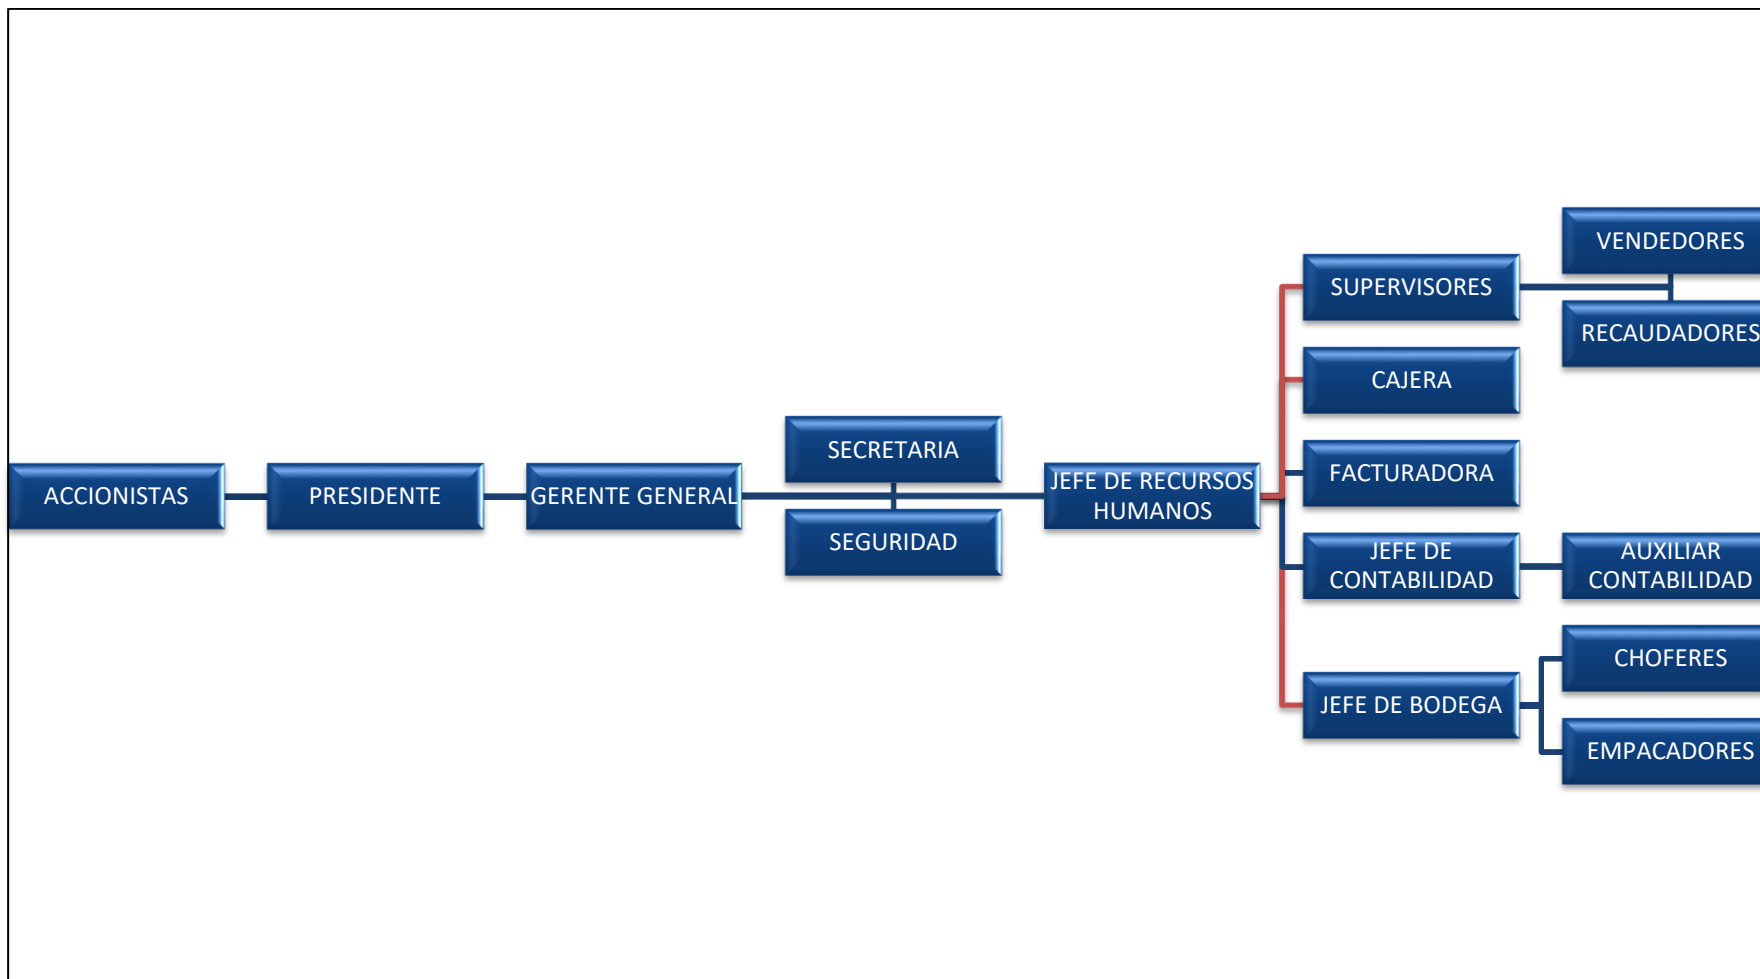 ACCIONISTAS
PRESIDENTE
GERENTE GENERAL
SECRETARIA
SEGURIDAD
JEFE DE RECURSOS
HUMANOS
SUPERVISORES
VENDEDORES
RECAUDADORES
CAJERA
FACTURADORA
JEFE DE
CONTABILIDAD
AUXILIAR
CONTABILIDAD
JEFE DE BODEGA
CHOFERES
EMPACADORES